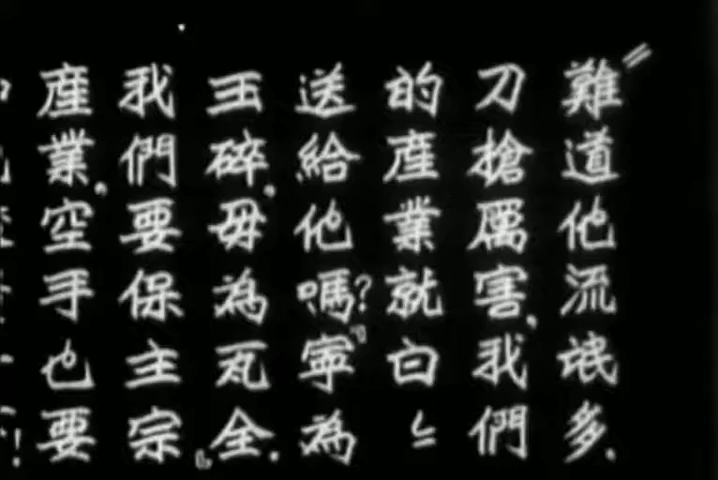 〝難道他流氓多,
刀槍厲害,我們
的產業就白〻
送給他嗎?『寧為
玉碎,毋為瓦全.』
我們要保主宗
產業,空手也要